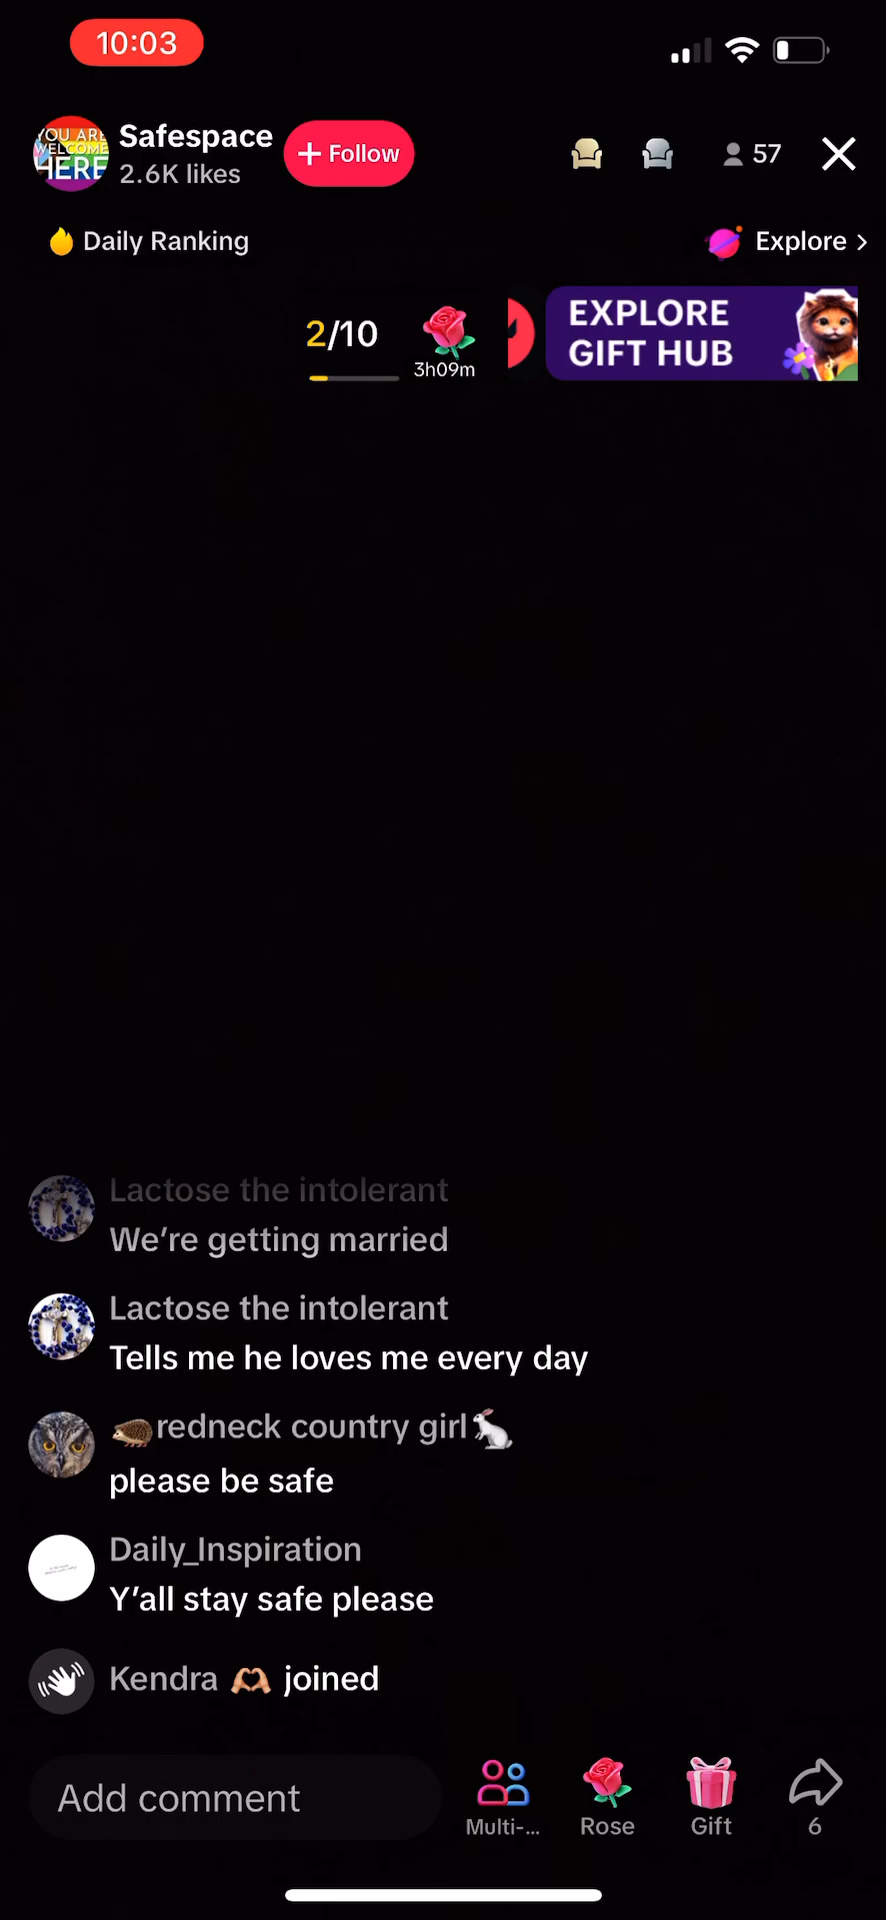 10:03
YOU ARE
WELCOME
HERE
Safespace
2.6K likes
+ Follow
57
Daily Ranking
Explore >
2/10
3h09m
EXPLORE
GIFT HUB
Lactose the intolerant
We’re getting married
Lactose the intolerant
Tells me he loves me every day
🦔redneck country girl🐇
please be safe
Daily_Inspiration
Y’all stay safe please
Kendra 🫶🏼 joined
Add comment
Multi-...
Rose
Gift
6